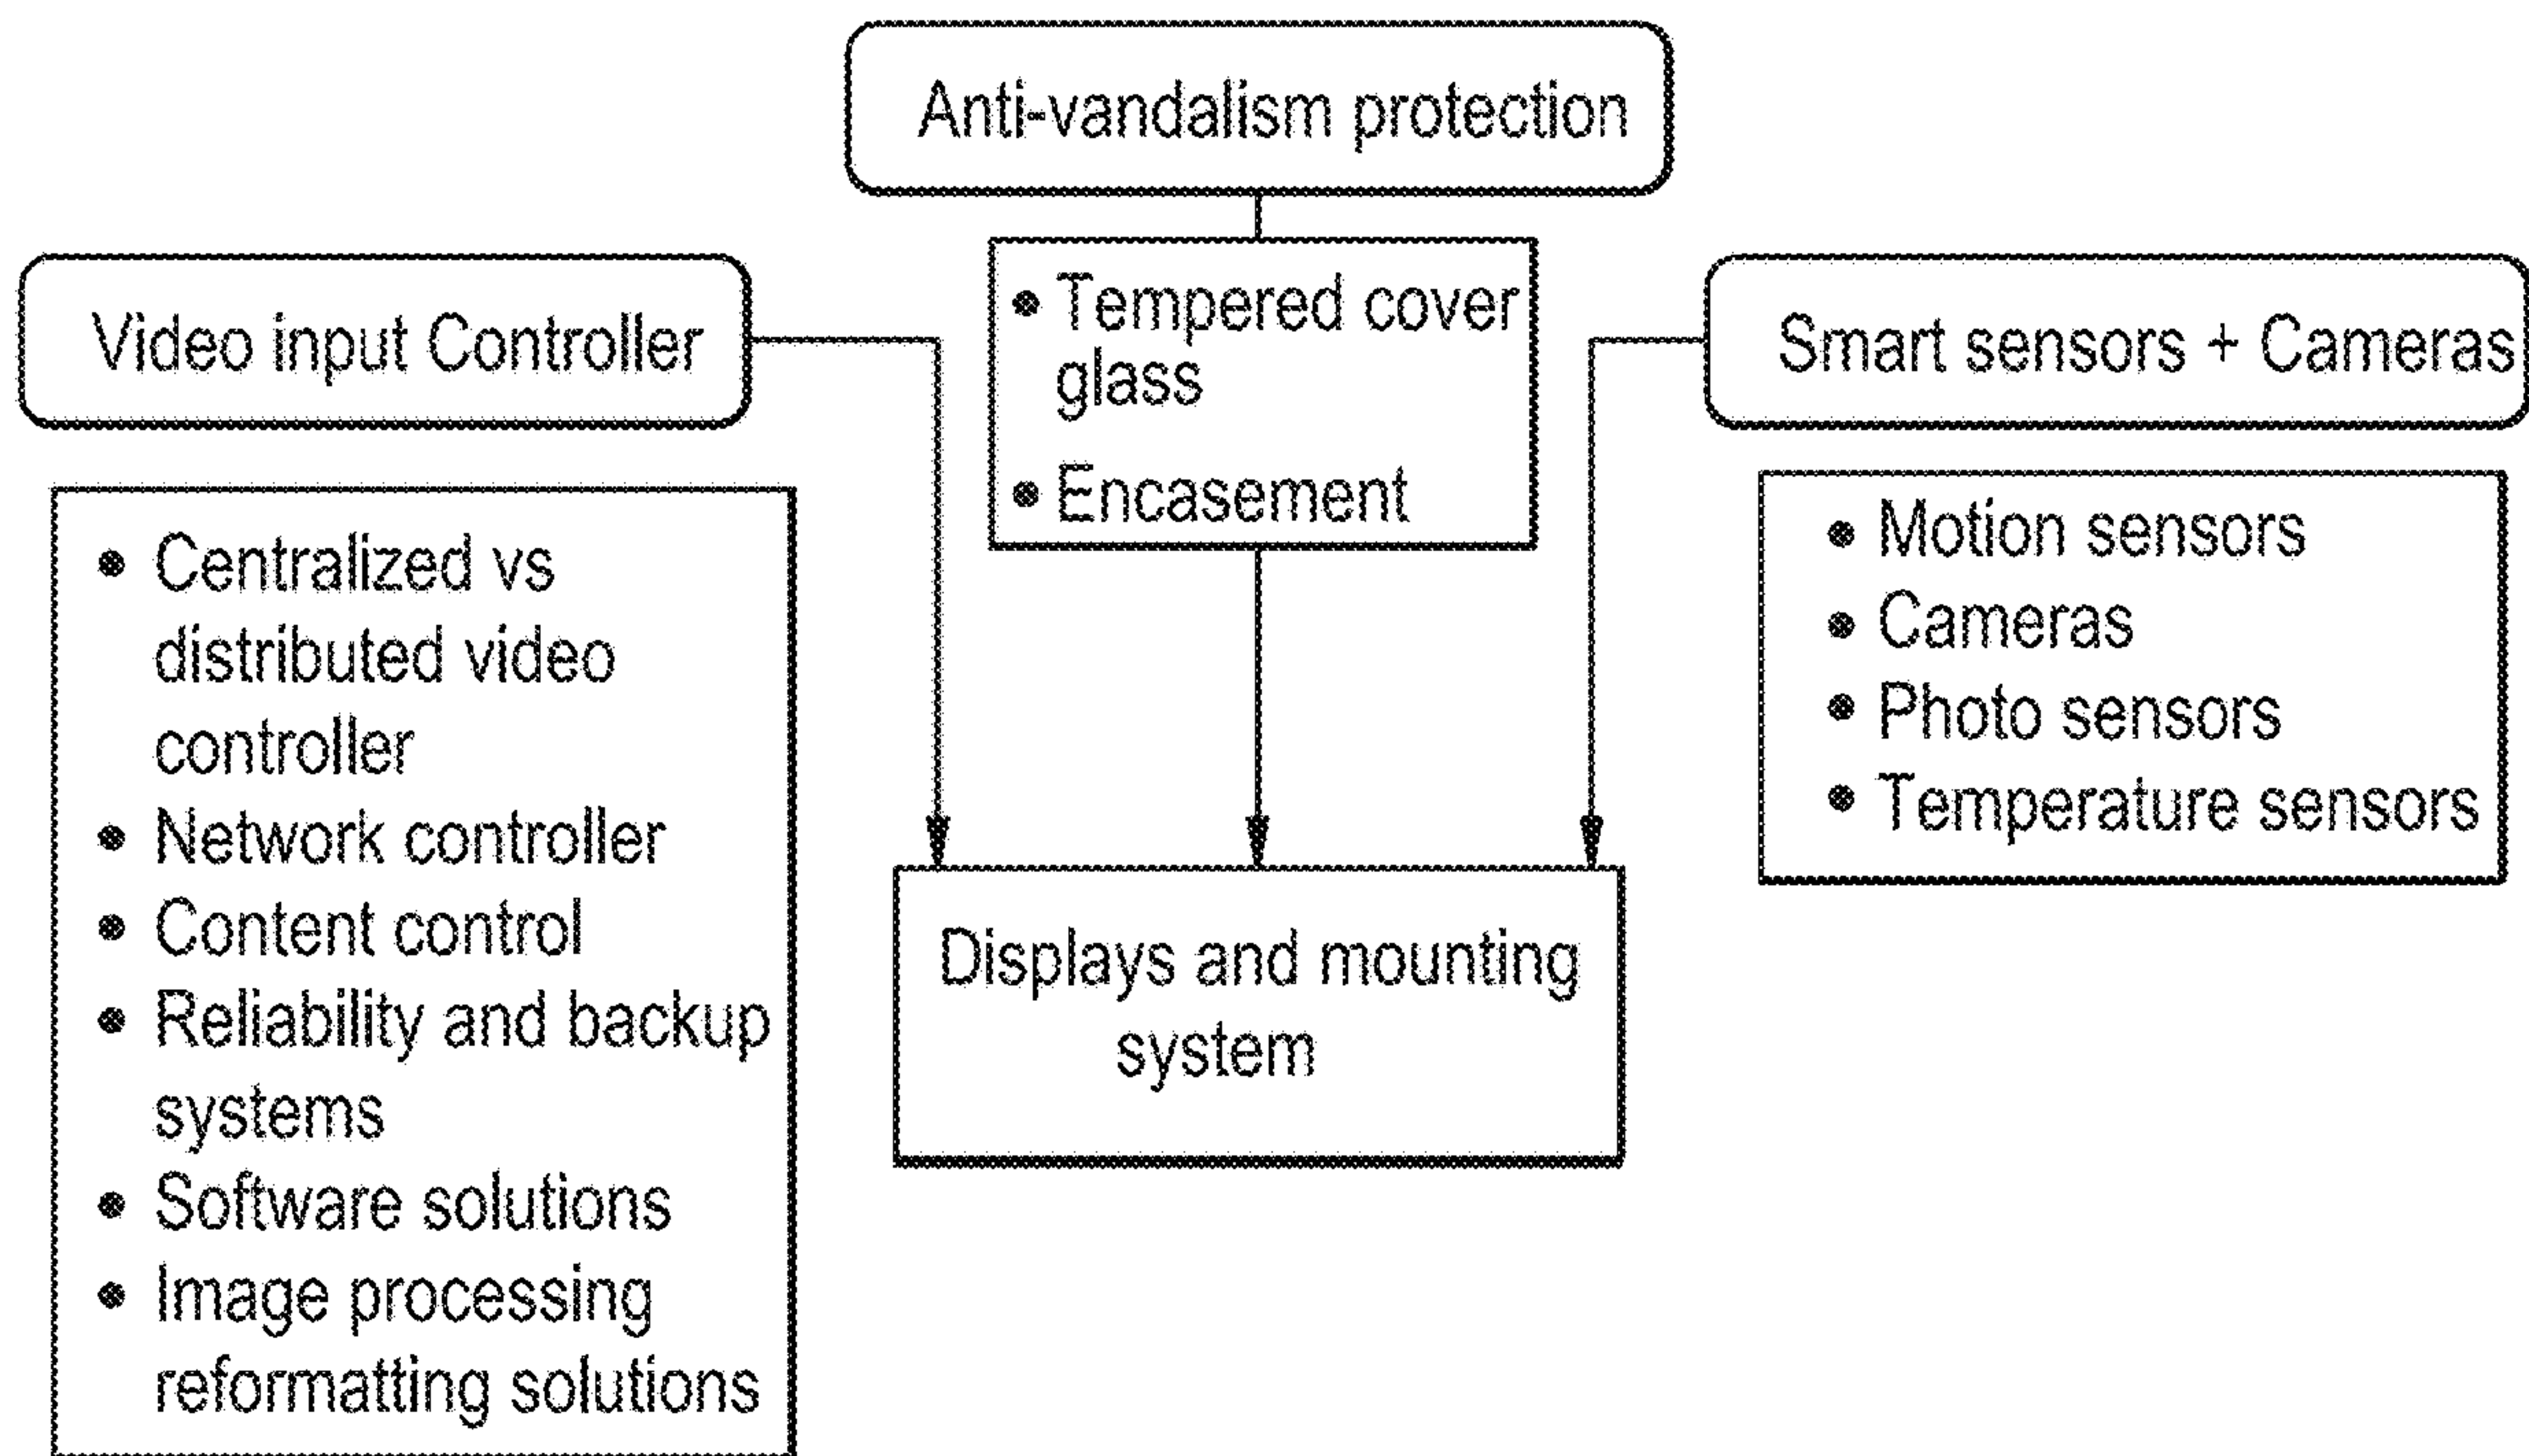 Anti-vandalism protection
• Tempered cover
glass
• Encasement
Video input Controller
• Centralized vs
distributed video
controller
• Network controller
• Content control
• Reliability and backup
systems
• Software solutions
• Image processing
reformatting solutions
Smart sensors + Cameras
• Motion sensors
• Cameras
• Photo sensors
• Temperature sensors
Displays and mounting
system